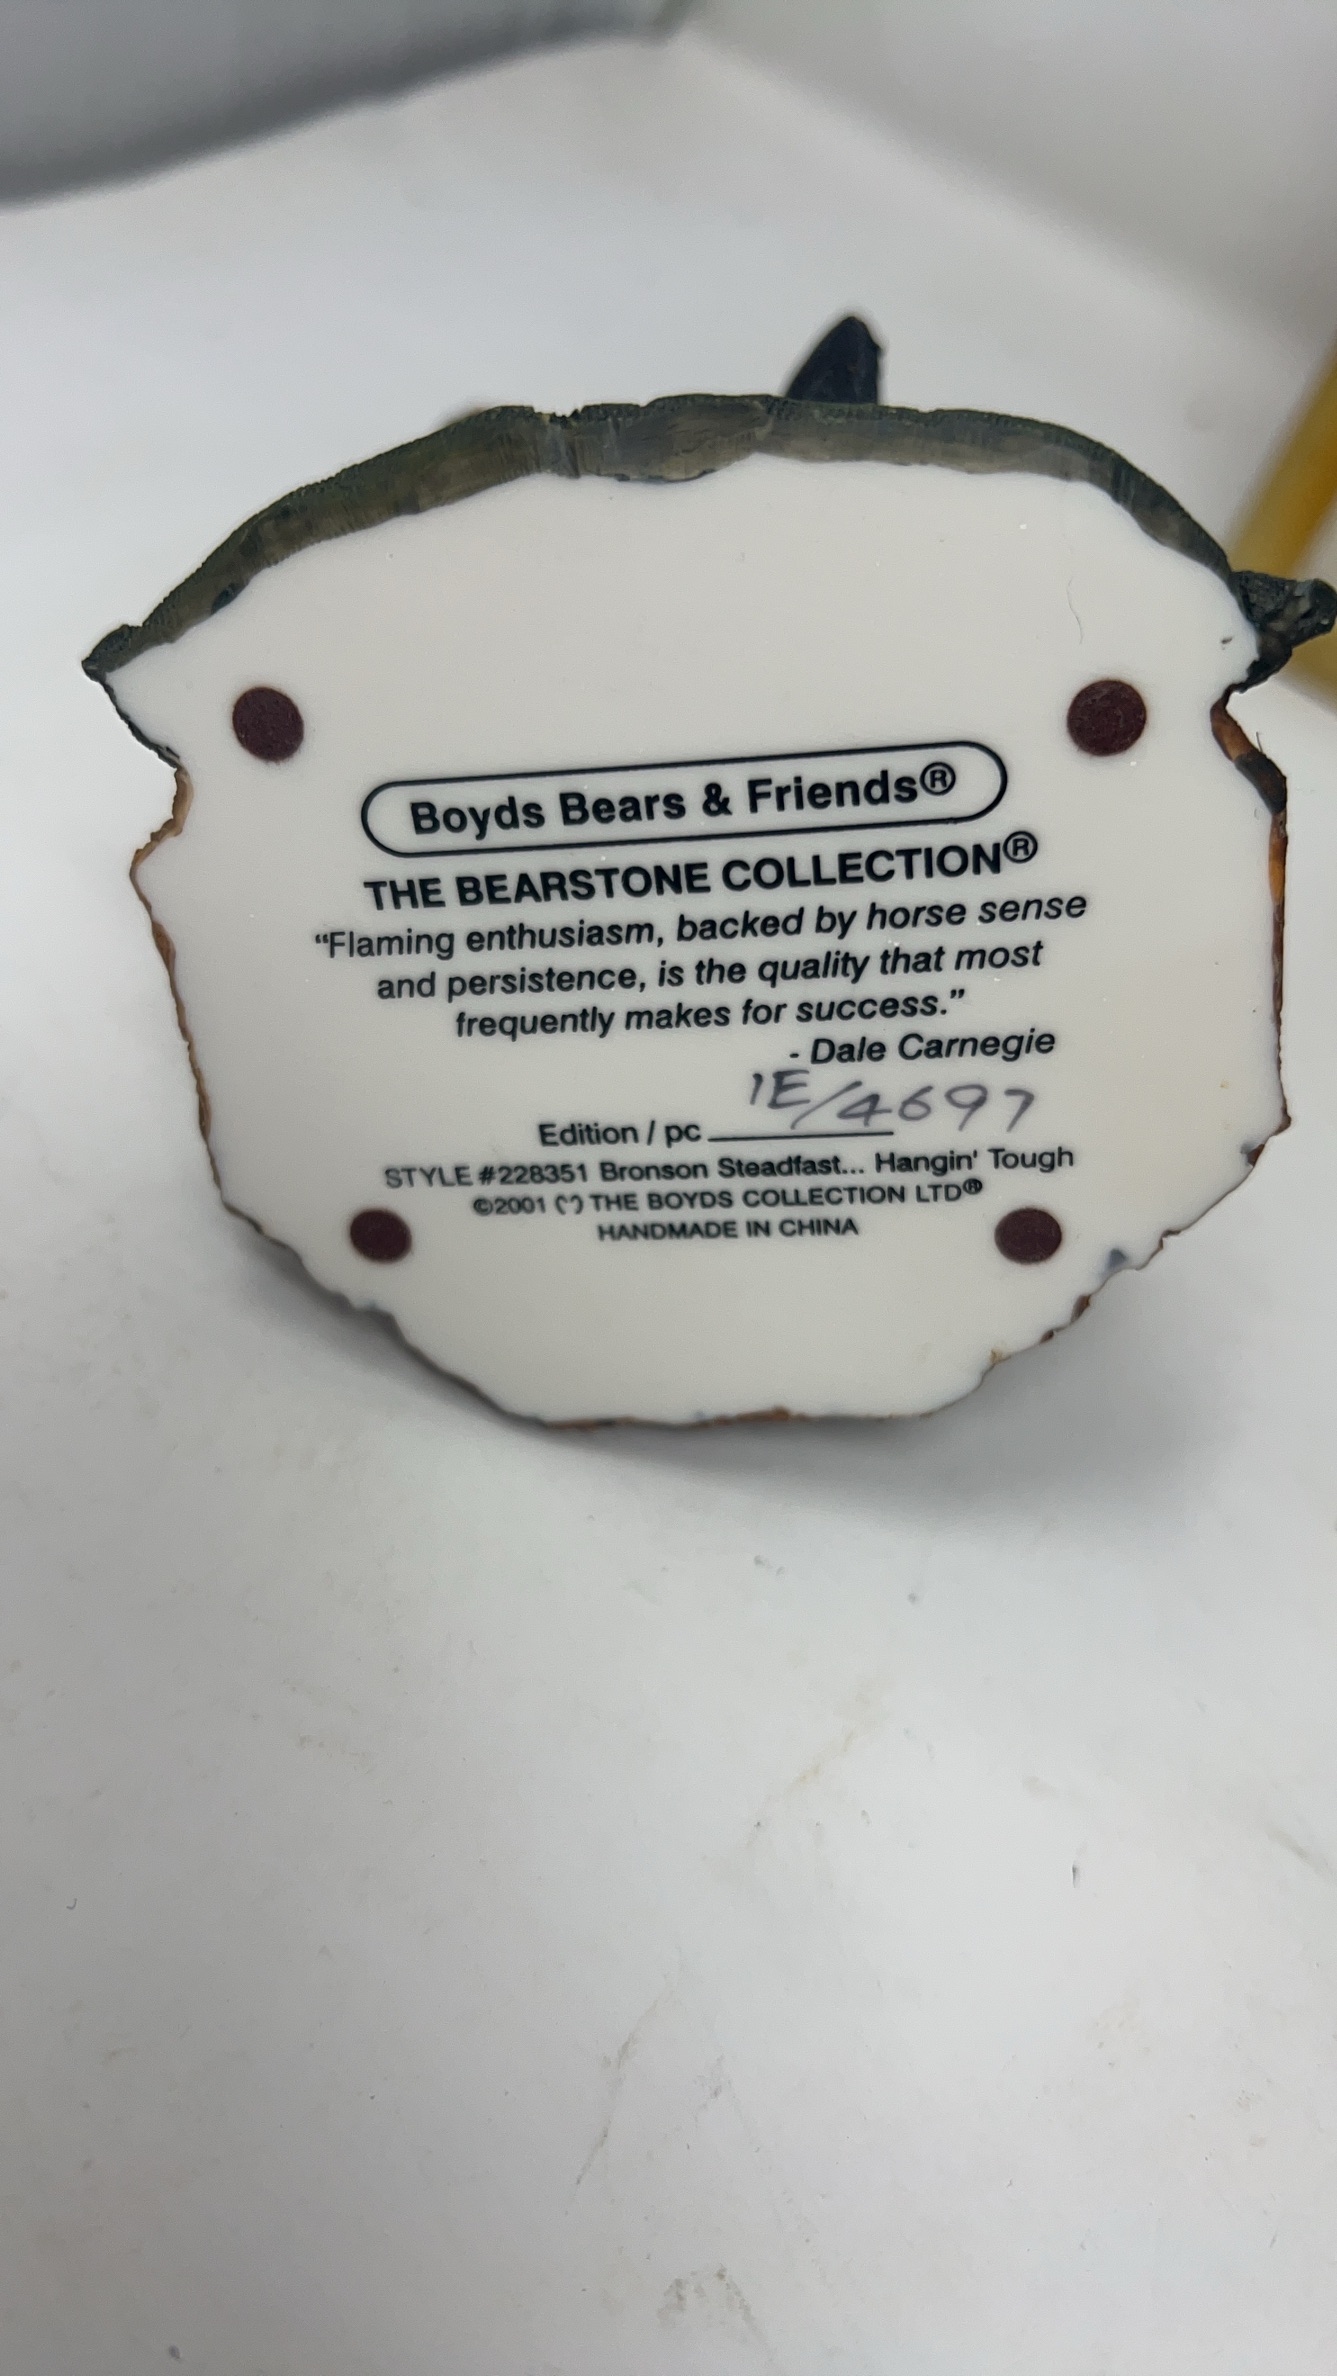 Boyds Bears & Friends®
THE BEARSTONE COLLECTION®
“Flaming enthusiasm, backed by horse sense
and persistence, is the quality that most
frequently makes for success.”
- Dale Carnegie
Edition / pc 1E/4697
STYLE #228351 Bronson Steadfast... Hangin' Tough
©2001 THE BOYDS COLLECTION LTD®
HANDMADE IN CHINA